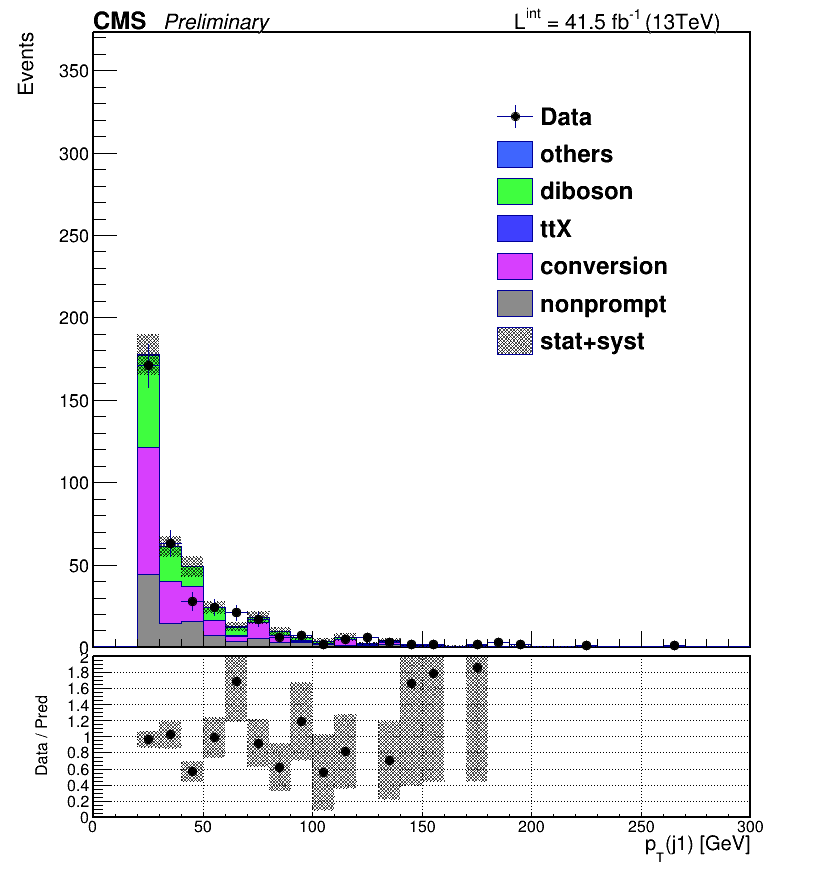 CMS Preliminary L^int = 41.5 fb^-1 (13TeV)
Events
350
300
250
200
150
100
50
0
Data
others
diboson
ttX
conversion
nonprompt
stat+syst
Data / Pred
2
1.8
1.6
1.4
1.2
1
0.8
0.6
0.4
0.2
0
0 50 100 150 200 250 300
p_T(j1) [GeV]